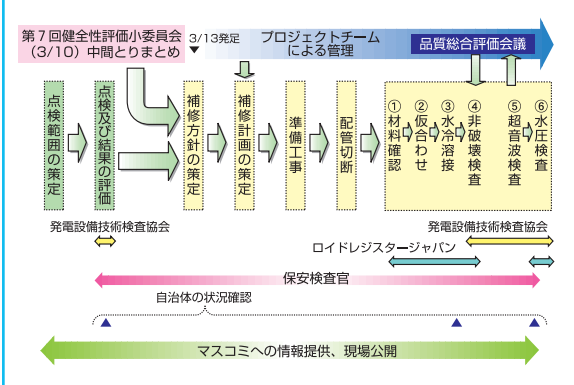 第7回健全性評価小委員会
（3/10）中間とりまとめ
3/13発足
プロジェクトチーム
による管理
品質総合評価会議
点検範囲の策定
点検及び結果の評価
補修方針の策定
補修計画の策定
準備工事
配管切断
①材料確認
②仮合わせ
③水冷溶接
④非破壊検査
⑤超音波検査
⑥水圧検査
発電設備技術検査協会
発電設備技術検査協会
ロイドレジスタージャパン
保安検査官
自治体の状況確認
マスコミへの情報提供、現場公開